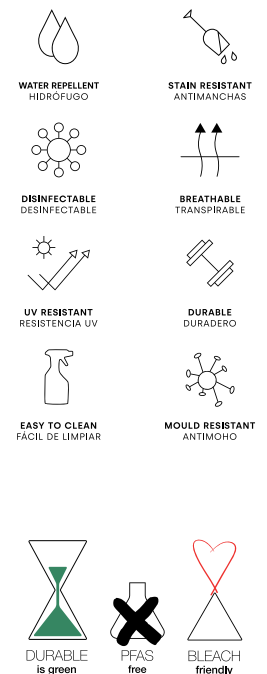 WATER REPELLENT
HIDRÓFUGO
STAIN RESISTANT
ANTIMANCHAS
DISINFECTABLE
DESINFECTABLE
BREATHABLE
TRANSPIRABLE
UV RESISTANT
RESISTENCIA UV
DURABLE
DURADERO
EASY TO CLEAN
FÁCIL DE LIMPIAR
MOULD RESISTANT
ANTIMOHO
DURABLE
is green
PFAS
free
BLEACH
friendly